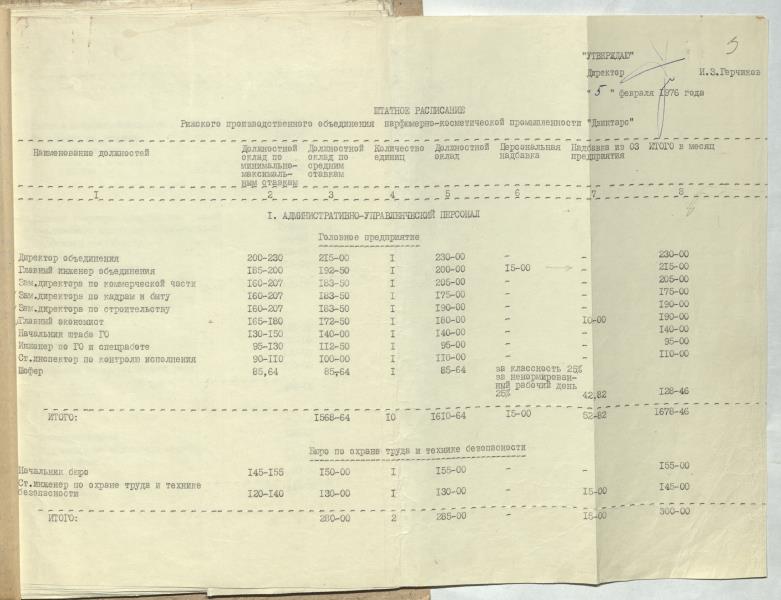 5
"УТВЕРЖДАЮ"
Директор И.З.Герчиков
"5" февраля 1976 года
ШТАТНОЕ РАСПИСАНИЕ
Рижского производственного объединения парфюмерно-косметической промышленности "Дзинтарс"
Наименование должностей Должностной оклад по минимально-максималь-ным ставкам Должностной оклад по средним ставкам Количество единиц Должностной оклад Персональная надбавка Надбавка из ФЗ предприятия ИТОГО в месяц
I 2 3 4 5 6 7 8
I. АДМИНИСТРАТИВНО-УПРАВЛЕНЧЕСКИЙ ПЕРСОНАЛ
Головное предприятие
Директор объединения 200-230 215-00 I 230-00 - - 230-00
Главный инженер объединения 185-200 192-50 I 200-00 15-00 - 215-00
Зам.директора по коммерческой части 160-207 183-50 I 205-00 - - 205-00
Зам.директора по кадрам и быту 160-207 183-50 I 175-00 - - 175-00
Зам.директора по строительству 160-207 183-50 I 190-00 - - 190-00
Главный экономист 165-180 172-50 I 180-00 - 10-00 190-00
Начальник штаба ГО 130-150 140-00 I 140-00 - - 140-00
Инженер по ГО и спецработе 95-130 112-50 I 95-00 - - 95-00
Ст.инспектор по контролю исполнения 90-110 100-00 I 110-00 - - 110-00
Шофер 85,64 85-64 I 85-64 за классность 25% за ненормирован-ный рабочий день 25% 42,82 128-46
ИТОГО: 1568-64 10 1610-64 15-00 52-82 1678-46
Бюро по охране труда и технике безопасности
Начальник бюро 145-155 150-00 I 155-00 - - 155-00
Ст.инженер по охране труда и технике
безопасности 120-140 130-00 I 130-00 - 15-00 145-00
ИТОГО: 280-00 2 285-00 - 15-00 300-00